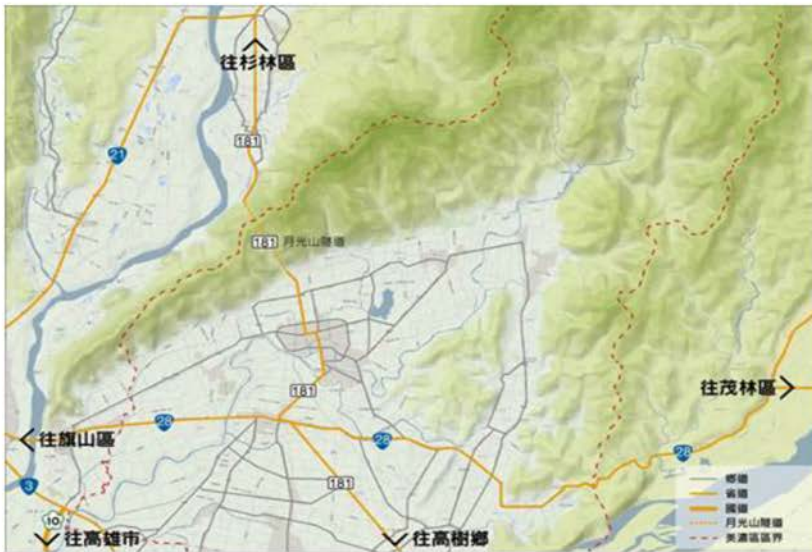 往杉林區
181
21
181 月光山隧道
181
往茂林區
28
往旗山區
28
28
3
181
10
往高雄市
往高樹鄉
鄉道
省道
國道
月光山隧道
美濃區區界